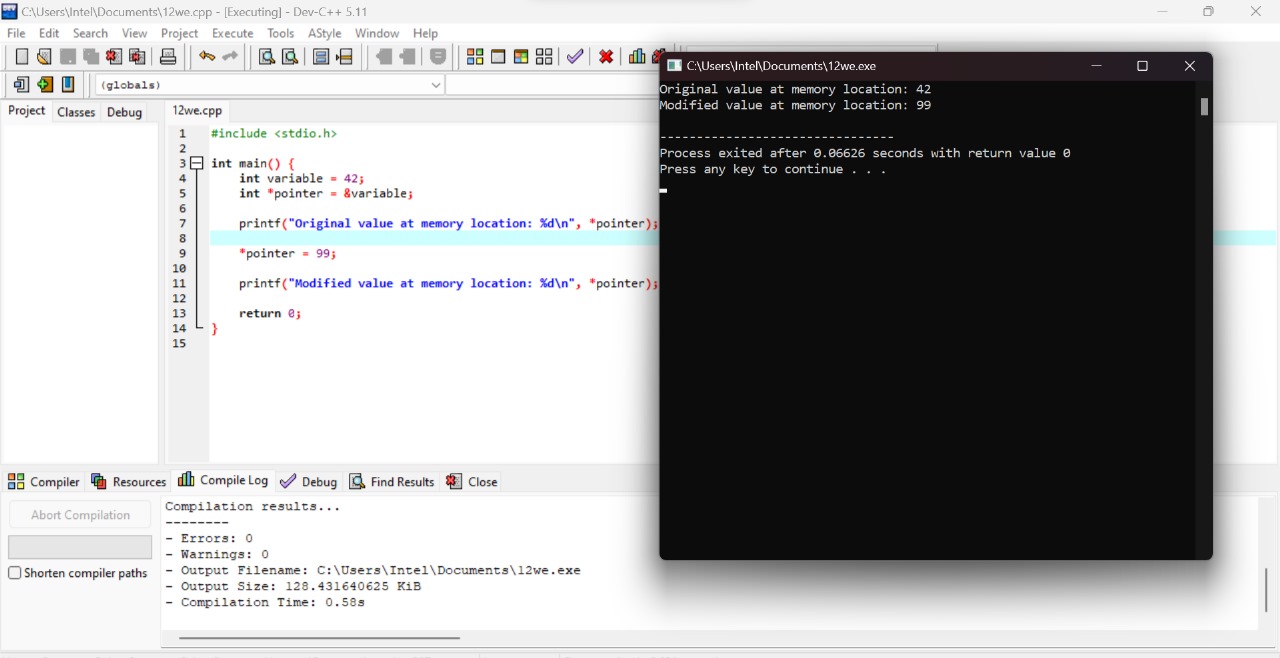 C:\Users\Intel\Documents\12we.cpp - [Executing] - Dev-C++ 5.11
File Edit Search View Project Execute Tools AStyle Window Help
(globals)
Project Classes Debug
12we.cpp
1 #include <stdio.h>
2
3 int main() {
4 int variable = 42;
5 int *pointer = &variable;
6
7 printf("Original value at memory location: %d\n", *pointer);
8
9 *pointer = 99;
10
11 printf("Modified value at memory location: %d\n", *pointer);
12
13 return 0;
14 }
15
C:\Users\Intel\Documents\12we.exe
Original value at memory location: 42
Modified value at memory location: 99
--------------------------------
Process exited after 0.06626 seconds with return value 0
Press any key to continue . . .
Compiler Resources Compile Log Debug Find Results Close
Abort Compilation
Shorten compiler paths
Compilation results...
--------
- Errors: 0
- Warnings: 0
- Output Filename: C:\Users\Intel\Documents\12we.exe
- Output Size: 128.431640625 KiB
- Compilation Time: 0.58s